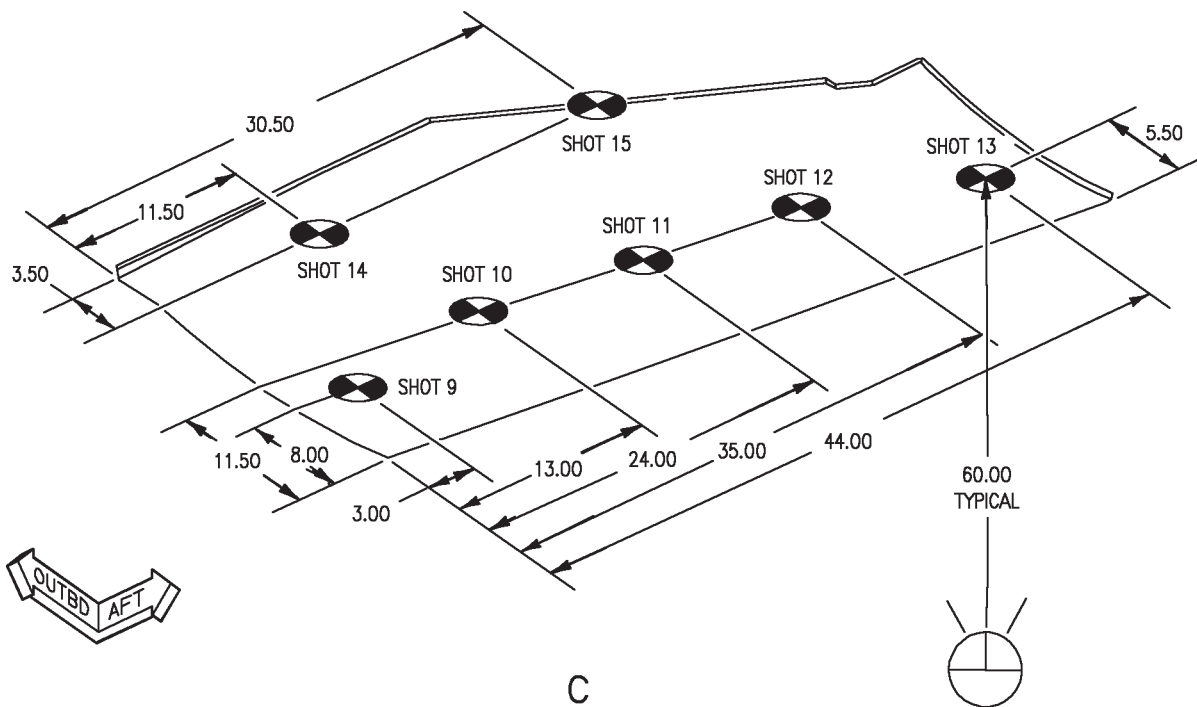 30.50
SHOT 15
SHOT 13
5.50
11.50
SHOT 12
SHOT 14
SHOT 11
3.50
SHOT 10
SHOT 9
11.50
8.00
3.00
13.00
24.00
35.00
44.00
60.00
TYPICAL
OUTBD
AFT
C